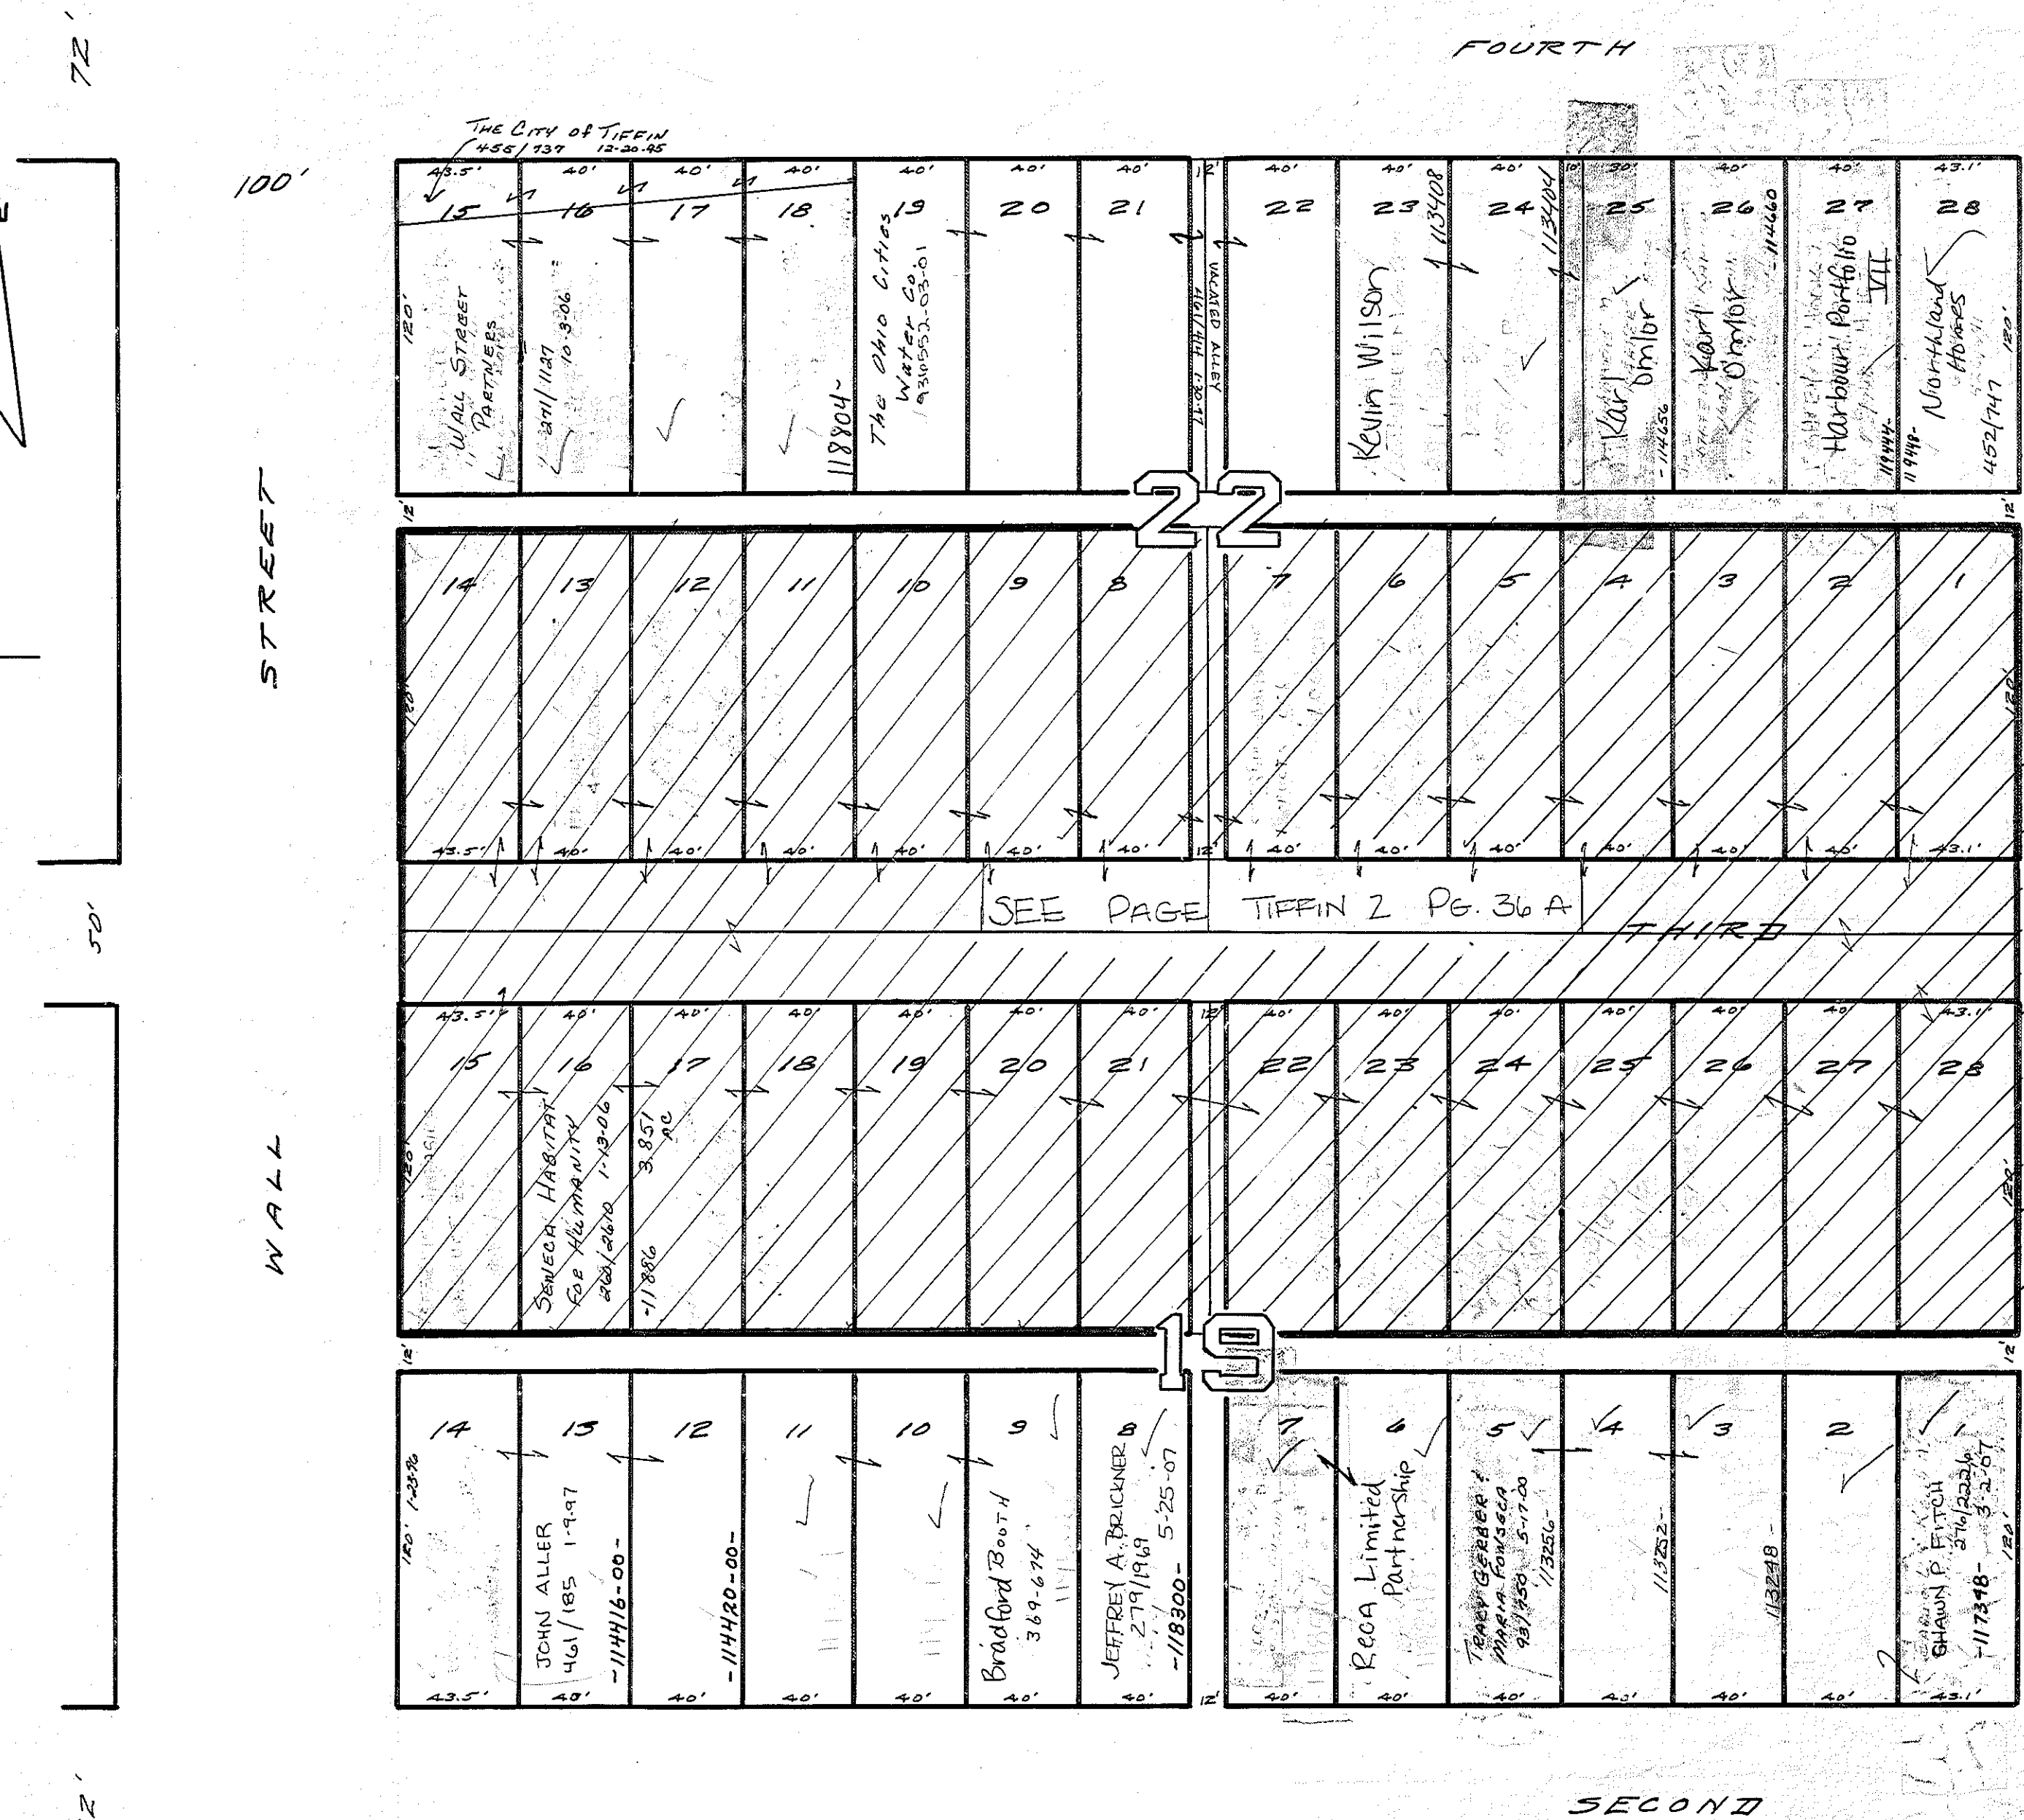 72'
FOURTH
THE CITY OF TIFFIN
455/737 12-20-95
100'
43.5' 40' 40' 40' 40' 40' 40' 12' 40' 40' 40' 10' 30' 40' 40' 43.1'
15 16 17 18 19 20 21 22 23 24 25 26 27 28
120'
WALL STREET
PARTNERS
271/1127
10-3-06
118804-
The Ohio Cities
Water Co.
VACATED ALLEY
Kevin Wilson
113408
113404
Karl
Omlor
-114656
Karl
Omlor
-114660
Harbour Portfolio
VII
119444-
119448-
Northland
Homes
452/747
120'
12' 22 12'
STREET
14 13 12 11 10 9 8 7 6 5 4 3 2 1
120' 120'
43.5' 40' 40' 40' 40' 40' 40' 12' 40' 40' 40' 40' 40' 40' 43.1'
50'
SEE PAGE TIFFIN 2 PG. 36 A
THIRD
43.5' 40' 40' 40' 40' 40' 40' 12' 40' 40' 40' 40' 40' 40' 43.1'
15 16 17 18 19 20 21 22 23 24 25 26 27 28
WALL
120'
SENECA HABITAT
FOR HUMANITY
260/2610 1-13-06
3.851
AC
-11886
120'
12' 19 12'
14 13 12 11 10 9 8 7 6 5 4 3 2 1
120' 1-23-96
JOHN ALLER
461/185 1-9-97
-114416-00-
-114420-00-
Bradford Booth
369-674
JEFFREY A. BRICKNER
279/1969
5-25-07
-118300-
Reca Limited
Partnership
TRACY GERBER &
MARIA FONSECA
93/750 5-17-00
113256-
113252-
113248-
SHAWN P FITCH
276/2226
3-2-07
-117348-
120'
43.5' 40' 40' 40' 40' 40' 40' 12' 40' 40' 40' 40' 40' 40' 43.1'
SECOND